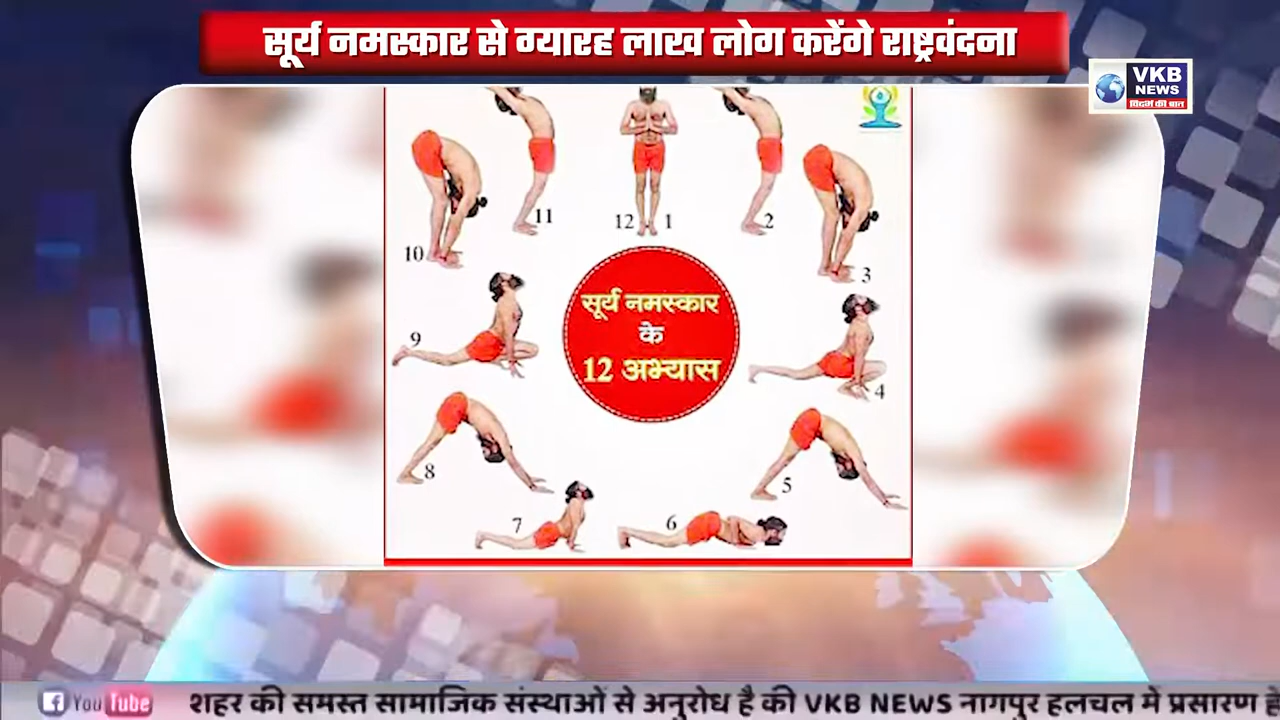 सूर्य नमस्कार से ग्यारह लाख लोग करेंगे राष्ट्रवंदना
VKB
NEWS
विदर्भ की बात
11
12
1
2
10
3
सूर्य नमस्कार
के
12 अभ्यास
9
4
8
5
7
6
You Tube
शहर की समस्त सामाजिक संस्थाओं से अनुरोध है की VKB NEWS नागपुर हलचल मे प्रसारण हे